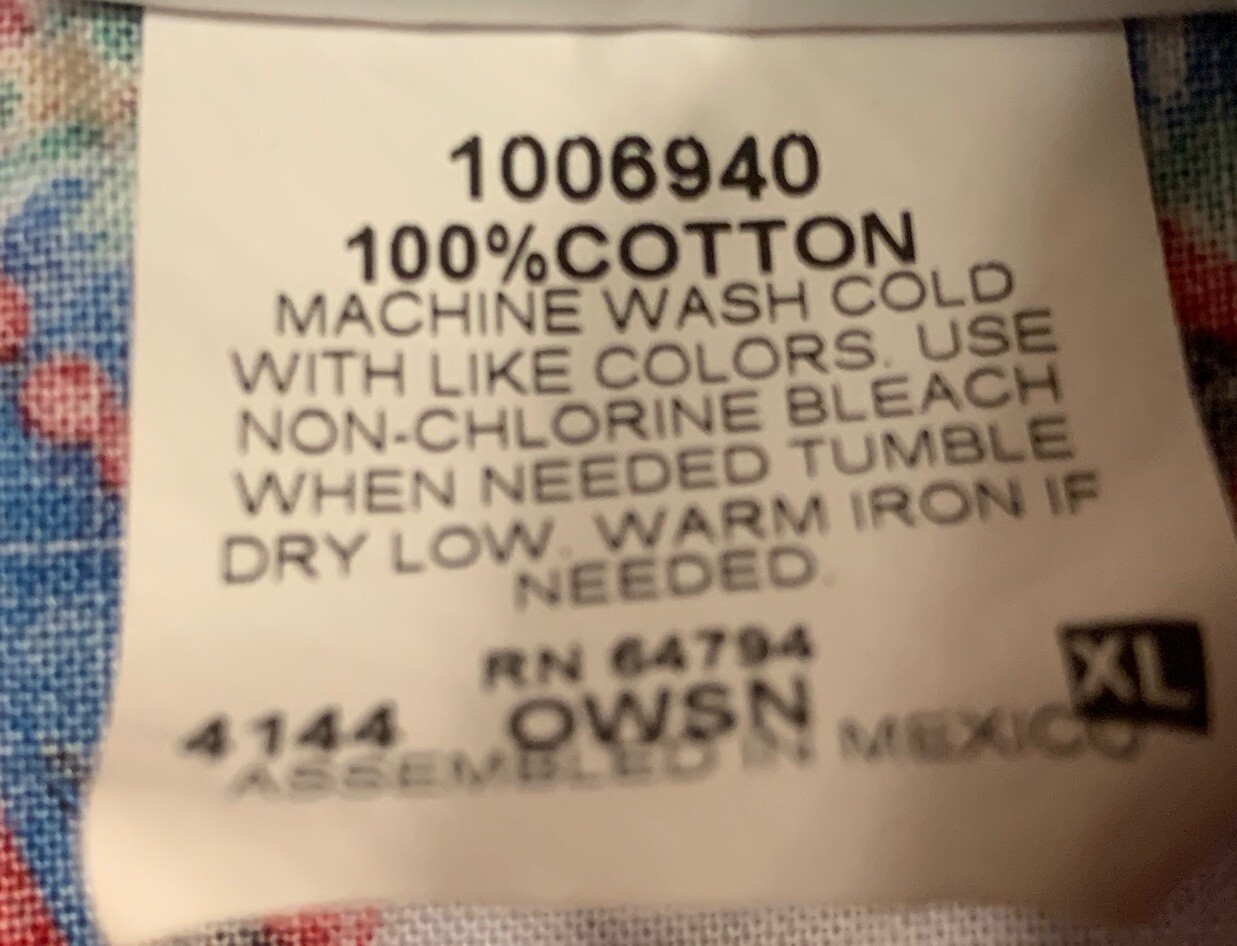 1006940
100%COTTON
MACHINE WASH COLD
WITH LIKE COLORS. USE
NON-CHLORINE BLEACH
WHEN NEEDED TUMBLE
DRY LOW. WARM IRON IF
NEEDED.
RN 64794
XL
4144 OWSN
ASSEMBLED IN MEXICO